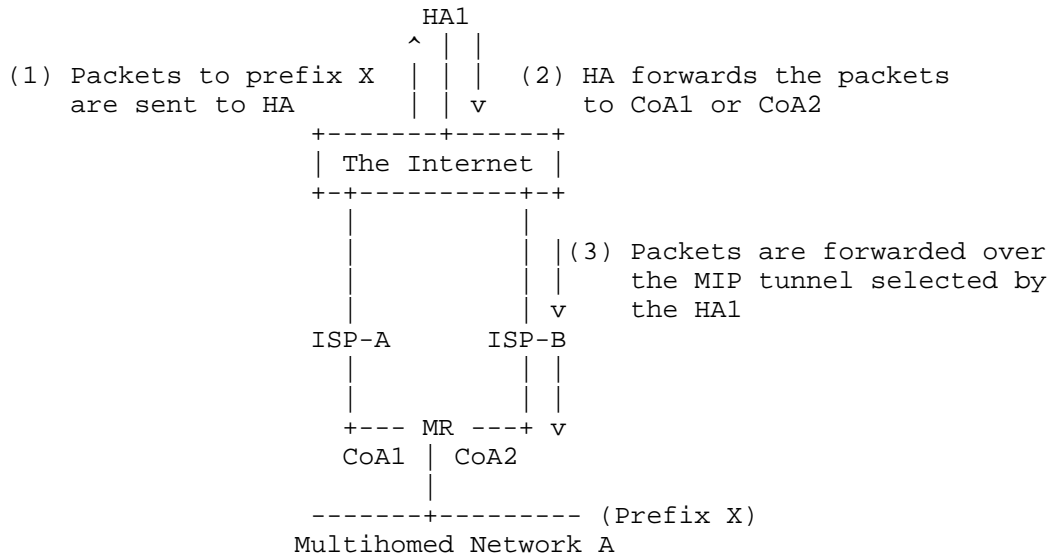 HA1
(1) Packets to prefix X (2) HA forwards the packets
are sent to HA to CoA1 or CoA2
The Internet
(3) Packets are forwarded over
the MIP tunnel selected by
the HA1
ISP-A ISP-B
MR
CoA1 CoA2
(Prefix X)
Multihomed Network A